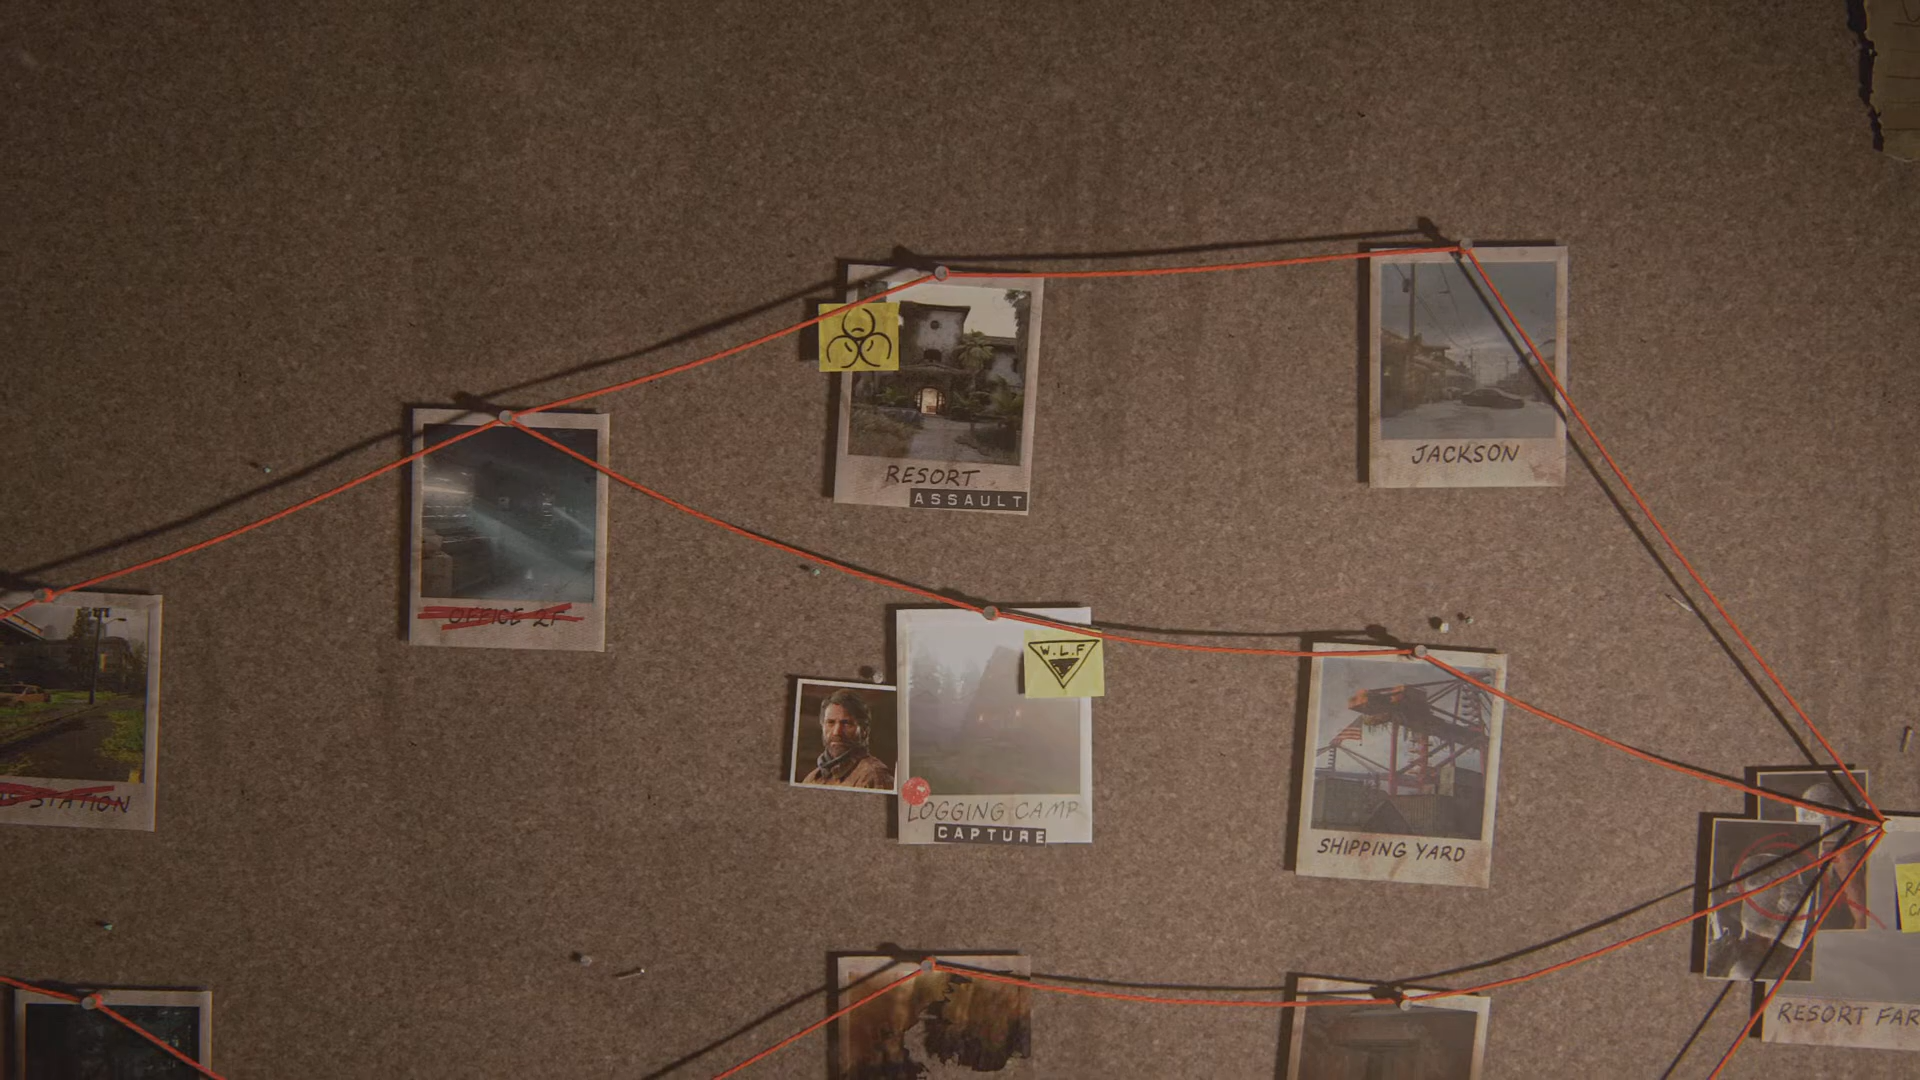 RESORT
ASSAULT
JACKSON
OFFICE 2F
W.L.F
LOGGING CAMP
CAPTURE
STATION
SHIPPING YARD
RESORT FAR